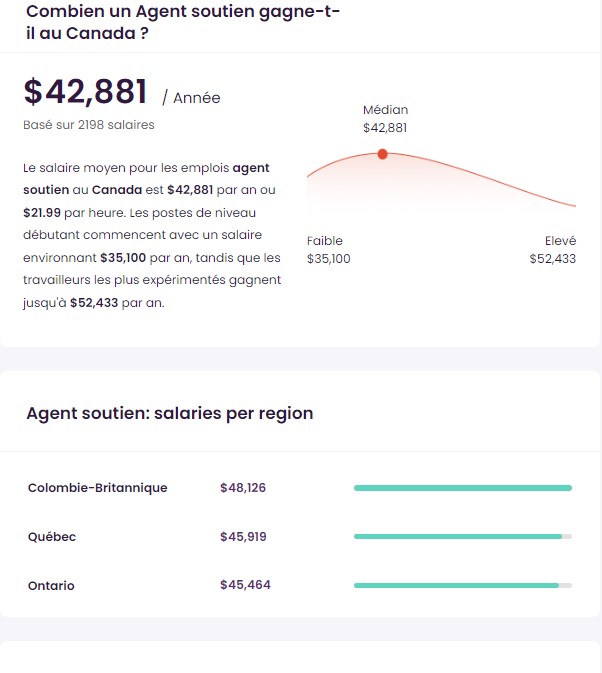 Combien un Agent soutien gagne-t-
il au Canada ?
$42,881 / Année
Basé sur 2198 salaires
Le salaire moyen pour les emplois agent
soutien au Canada est $42,881 par an ou
$21.99 par heure. Les postes de niveau
débutant commencent avec un salaire
environnant $35,100 par an, tandis que les
travailleurs les plus expérimentés gagnent
jusqu'à $52,433 par an.
Médian
$42,881
Faible
$35,100
Elevé
$52,433
Agent soutien: salaries per region
Colombie-Britannique $48,126
Québec $45,919
Ontario $45,464